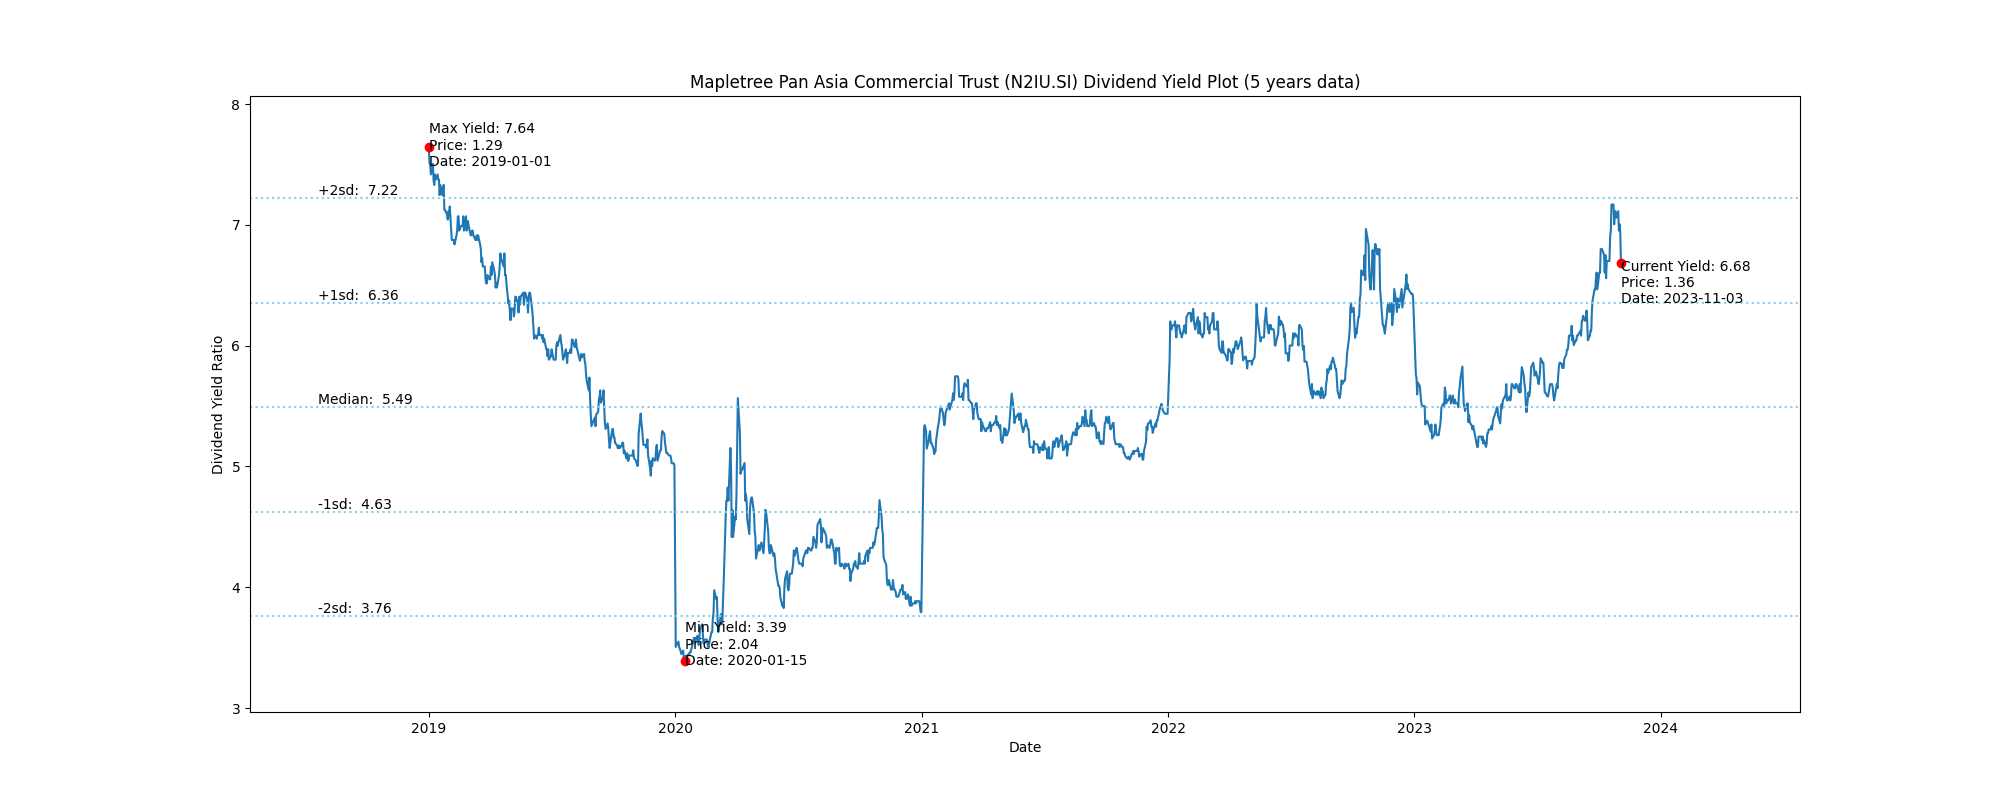 Mapletree Pan Asia Commercial Trust (N2IU.SI) Dividend Yield Plot (5 years data)
8
7
6
5
4
3
Dividend Yield Ratio
Max Yield: 7.64
Price: 1.29
Date: 2019-01-01
+2sd: 7.22
+1sd: 6.36
Median: 5.49
-1sd: 4.63
-2sd: 3.76
Current Yield: 6.68
Price: 1.36
Date: 2023-11-03
Min Yield: 3.39
Price: 2.04
Date: 2020-01-15
2019
2020
2021
2022
2023
2024
Date